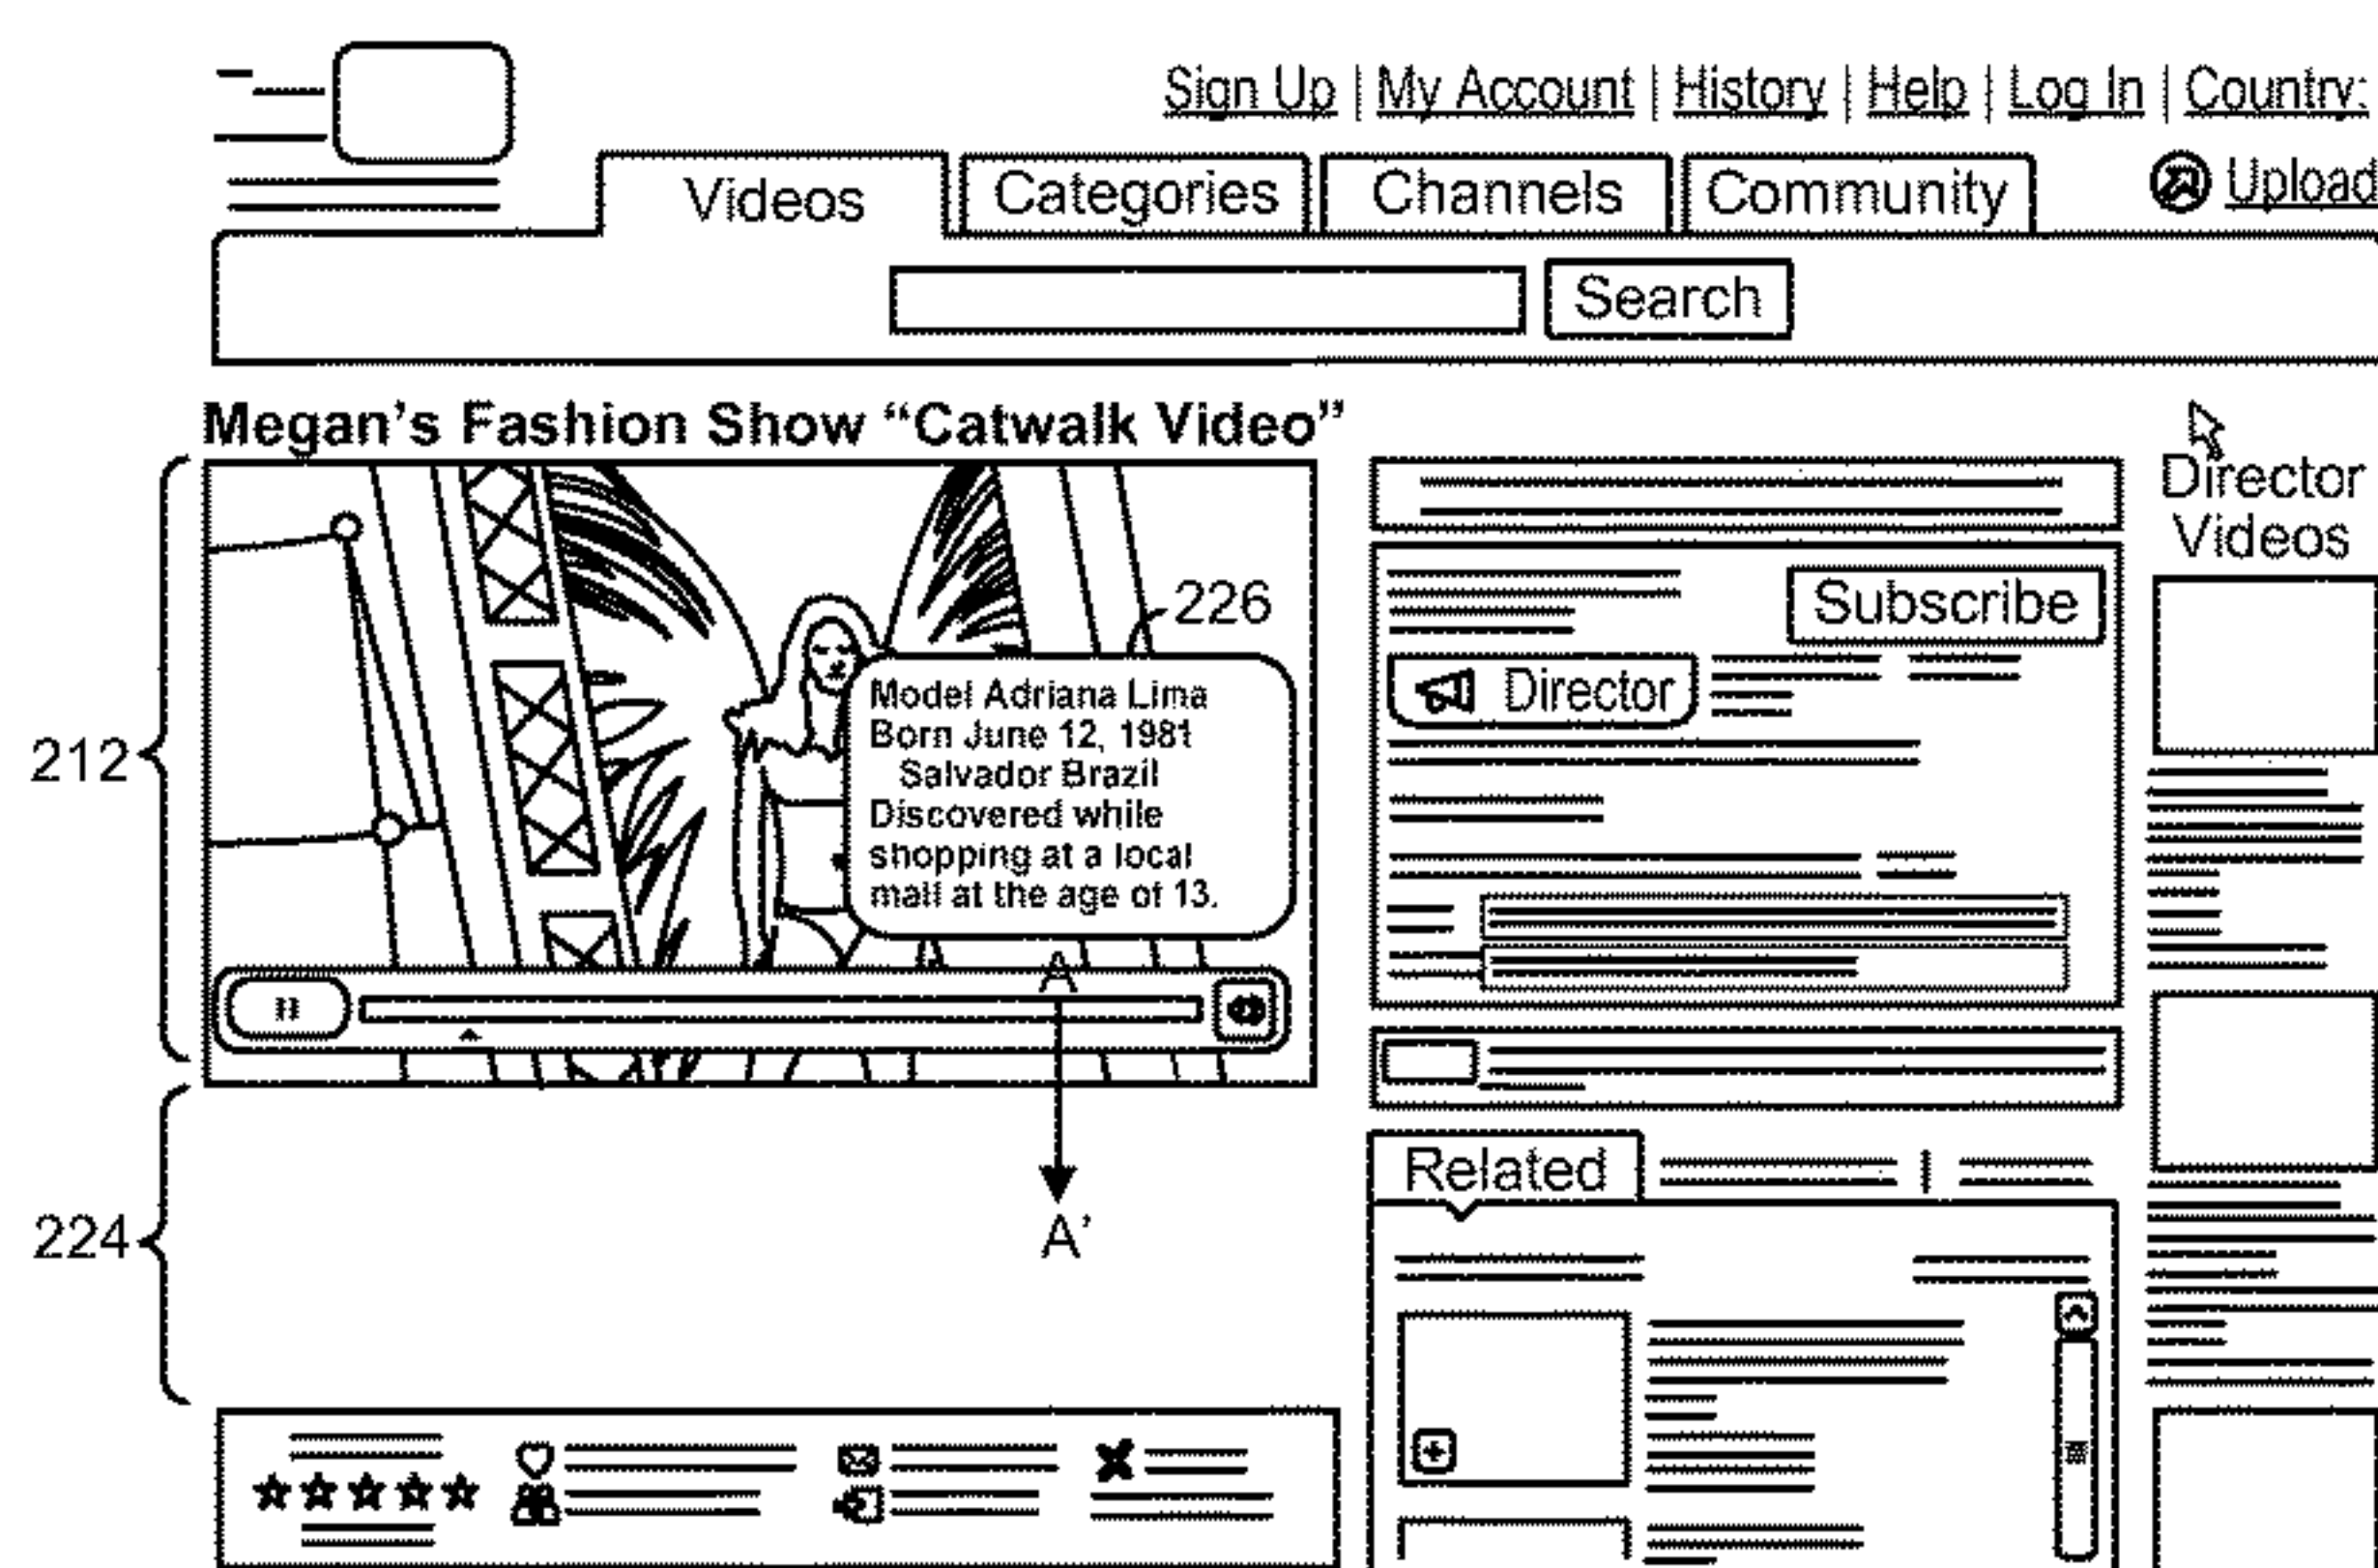 Sign Up | My Account | History | Help | Log In | Country:
Videos
Categories
Channels
Community
Upload
Search
Megan’s Fashion Show “Catwalk Video”
Director
Videos
226
Subscribe
Model Adriana Lima
Born June 12, 1981
Salvador Brazil
Discovered while
shopping at a local
mall at the age of 13.
Director
212
A
Related
A’
224